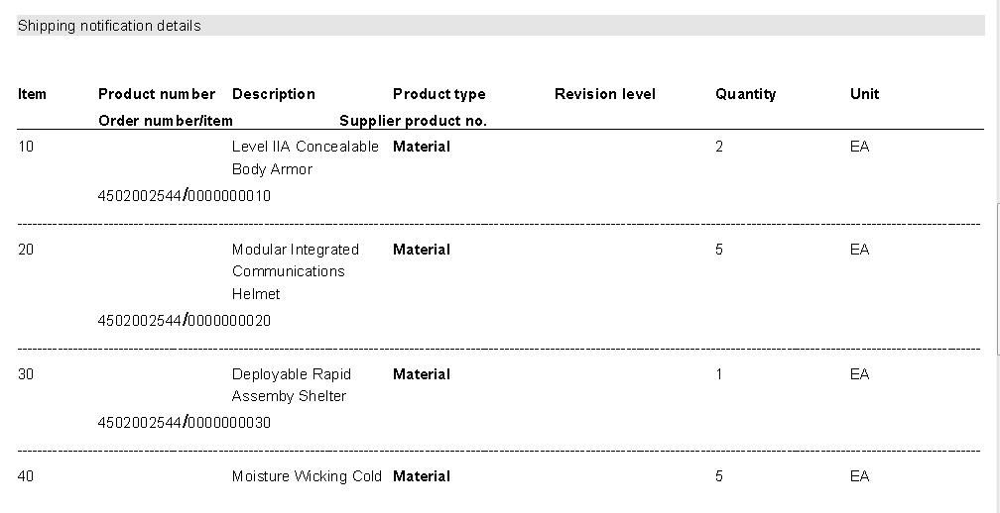 Shipping notification details
Item Product number Description Product type Revision level Quantity Unit
Order number/item Supplier product no.
10 Level IIA Concealable Material 2 EA
Body Armor
4502002544/0000000010
20 Modular Integrated Material 5 EA
Communications
Helmet
4502002544/0000000020
30 Deployable Rapid Material 1 EA
Assemby Shelter
4502002544/0000000030
40 Moisture Wicking Cold Material 5 EA